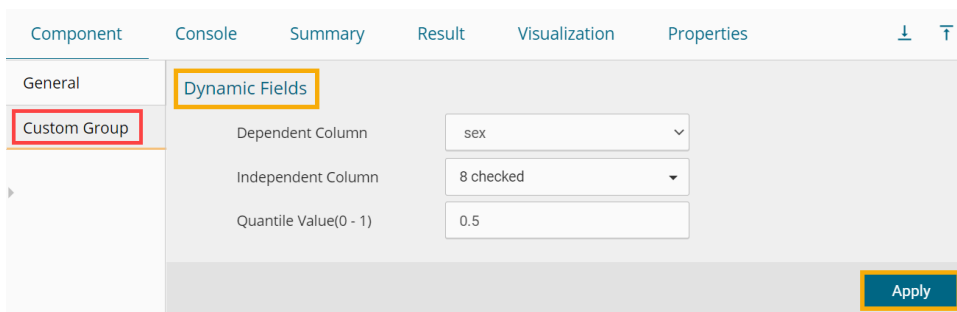 Component Console Summary Result Visualization Properties
General
Custom Group
Dynamic Fields
Dependent Column sex
Independent Column 8 checked
Quantile Value(0 - 1) 0.5
Apply